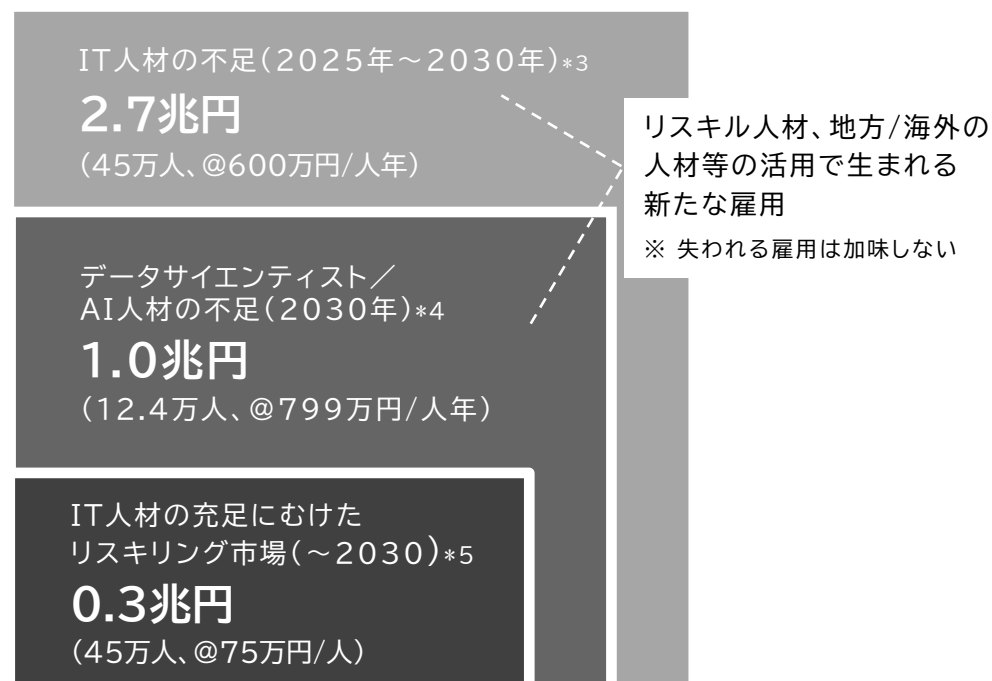 IT人材の不足(2025年～2030年)*3
2.7兆円
(45万人、@600万円/人年)
リスキル人材、地方/海外の
人材等の活用で生まれる
新たな雇用
※ 失われる雇用は加味しない
データサイエンティスト／
AI人材の不足(2030年)*4
1.0兆円
(12.4万人、@799万円/人年)
IT人材の充足にむけた
リスキリング市場(～2030)*5
0.3兆円
(45万人、@75万円/人)